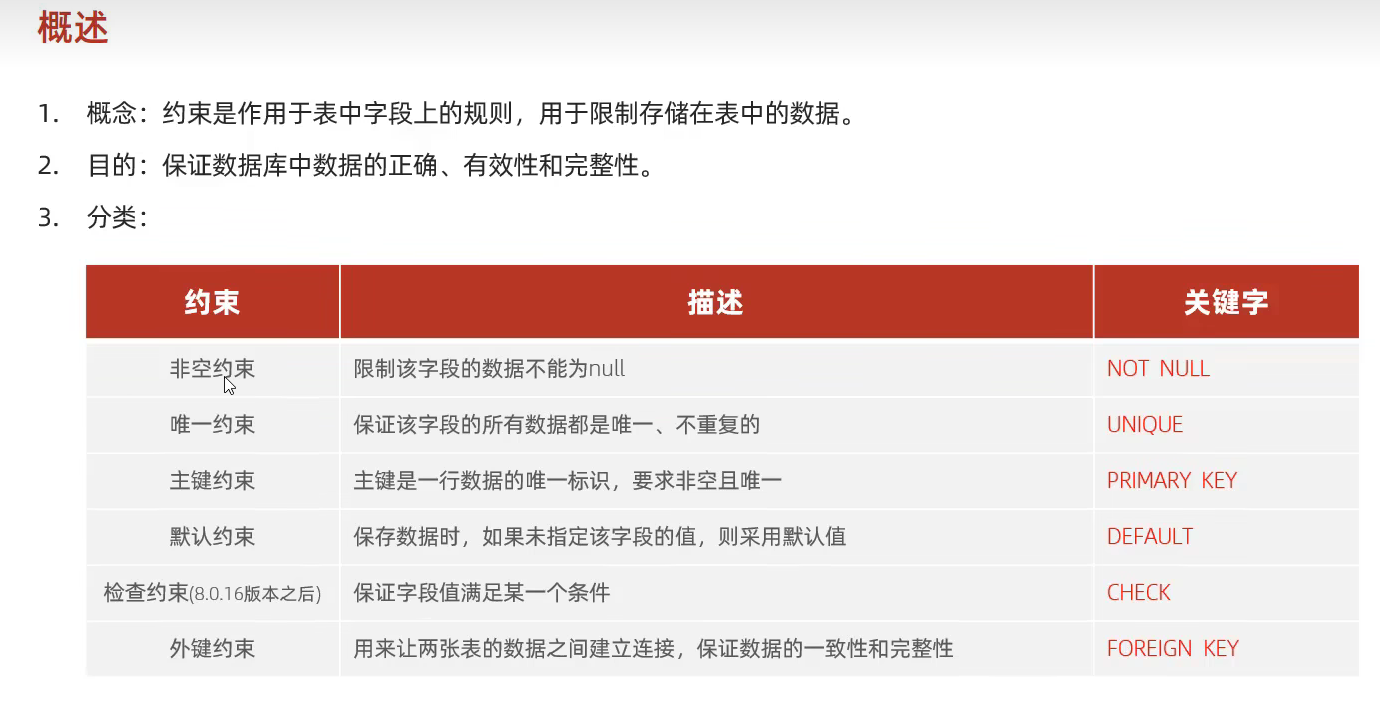 概述
1. 概念：约束是作用于表中字段上的规则，用于限制存储在表中的数据。
2. 目的：保证数据库中数据的正确、有效性和完整性。
3. 分类：
约束 描述 关键字
非空约束 限制该字段的数据不能为null NOT NULL
唯一约束 保证该字段的所有数据都是唯一、不重复的 UNIQUE
主键约束 主键是一行数据的唯一标识，要求非空且唯一 PRIMARY KEY
默认约束 保存数据时，如果未指定该字段的值，则采用默认值 DEFAULT
检查约束(8.0.16版本之后) 保证字段值满足某一个条件 CHECK
外键约束 用来让两张表的数据之间建立连接，保证数据的一致性和完整性 FOREIGN KEY